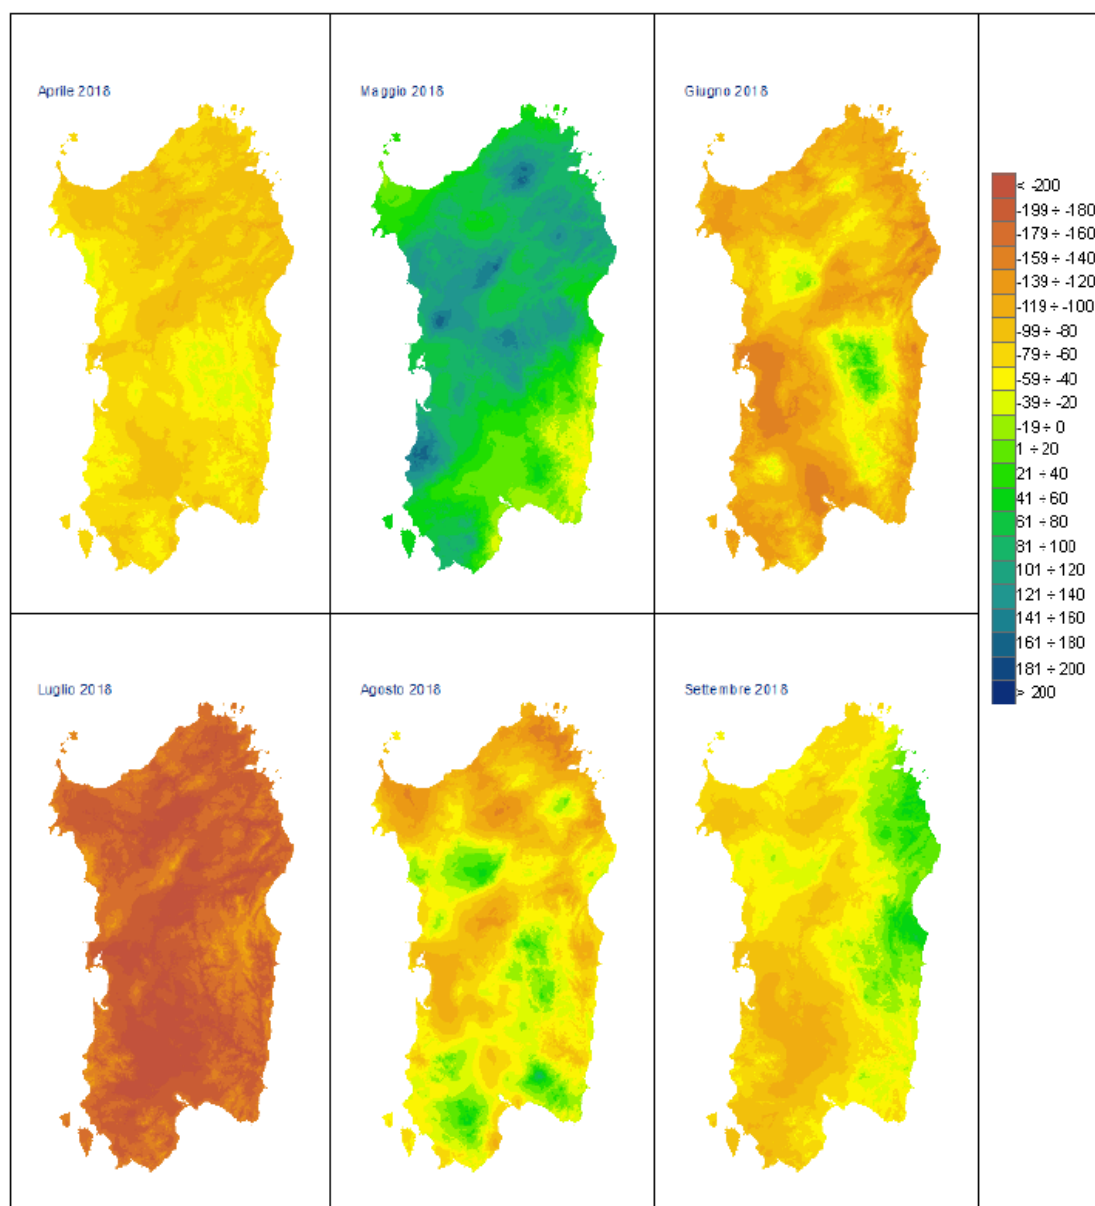 Aprile 2018
Maggio 2018
Giugno 2018
< -200
-199 ÷ -180
-179 ÷ -160
-159 ÷ -140
-139 ÷ -120
-119 ÷ -100
-99 ÷ -80
-79 ÷ -60
-59 ÷ -40
-39 ÷ -20
-19 ÷ 0
1 ÷ 20
21 ÷ 40
41 ÷ 60
61 ÷ 80
81 ÷ 100
101 ÷ 120
121 ÷ 140
141 ÷ 160
161 ÷ 180
181 ÷ 200
> 200
Luglio 2018
Agosto 2018
Settembre 2018